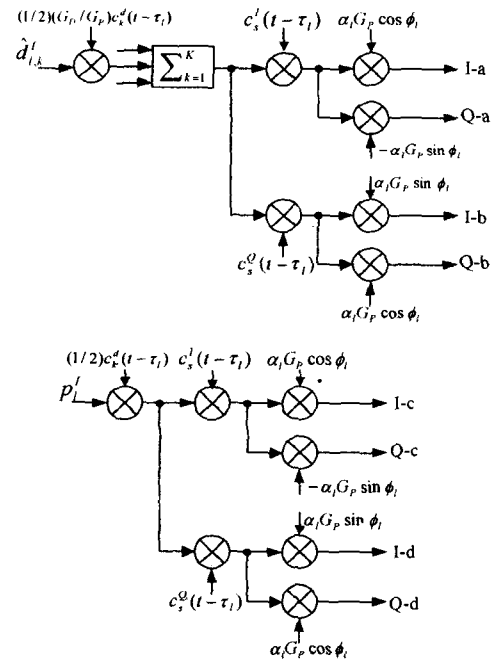 (1/2)(G_{I'}/G_P)c_k^d(t-τ_l)
c_s^I(t-τ_l)
α_l G_P cos ϕ_l
\hat{d}_{i,k}^I
∑_{k=1}^K
I-a
Q-a
-α_l G_P sin ϕ_l
α_l G_P sin ϕ_l
I-b
Q-b
c_s^Q(t-τ_l)
α_l G_P cos ϕ_l
(1/2)c_k^d(t-τ_l)
c_s^I(t-τ_l)
α_l G_P cos ϕ_l
p_l^I
I-c
Q-c
-α_l G_P sin ϕ_l
α_l G_P sin ϕ_l
I-d
Q-d
c_s^Q(t-τ_l)
α_l G_P cos ϕ_l